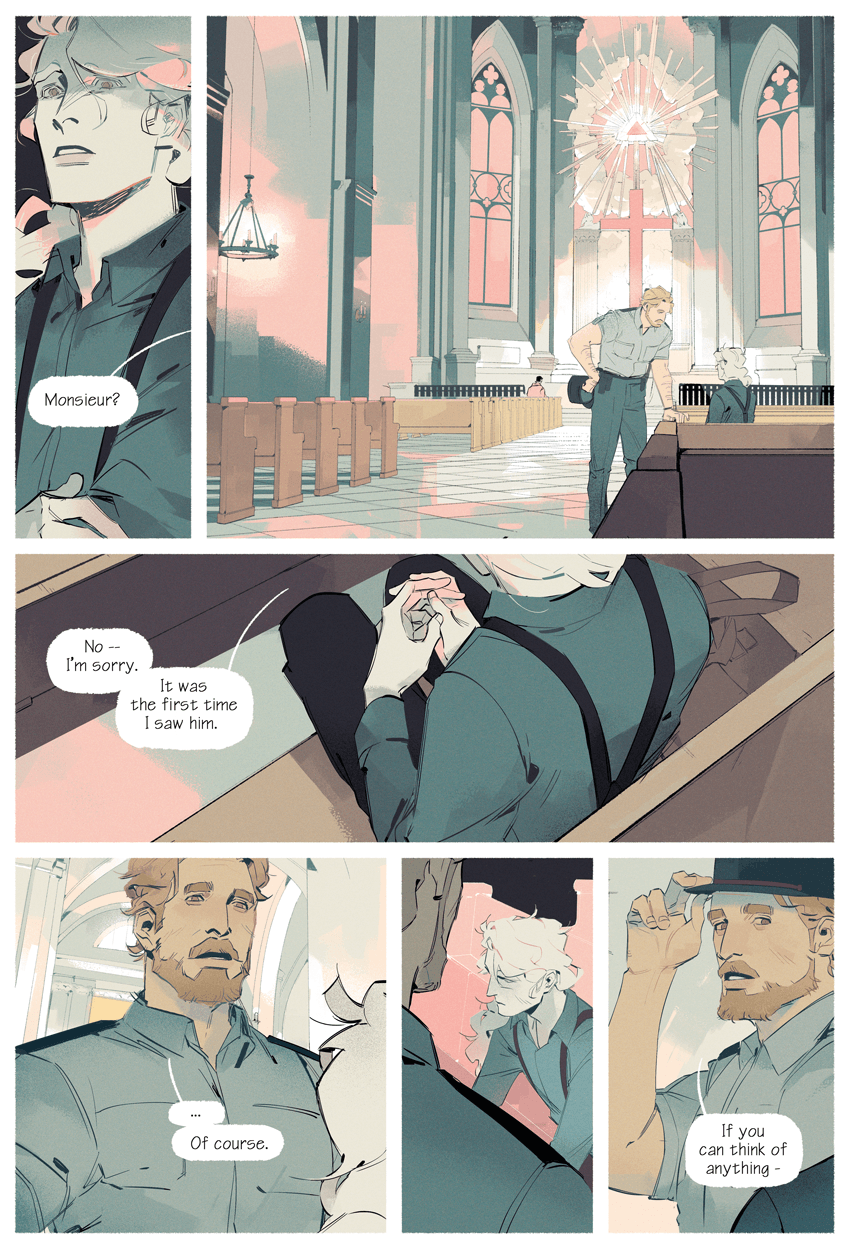 Monsieur?
No --
I'm sorry.
It was
the first time
I saw him.
...
Of course.
If you
can think of
anything -